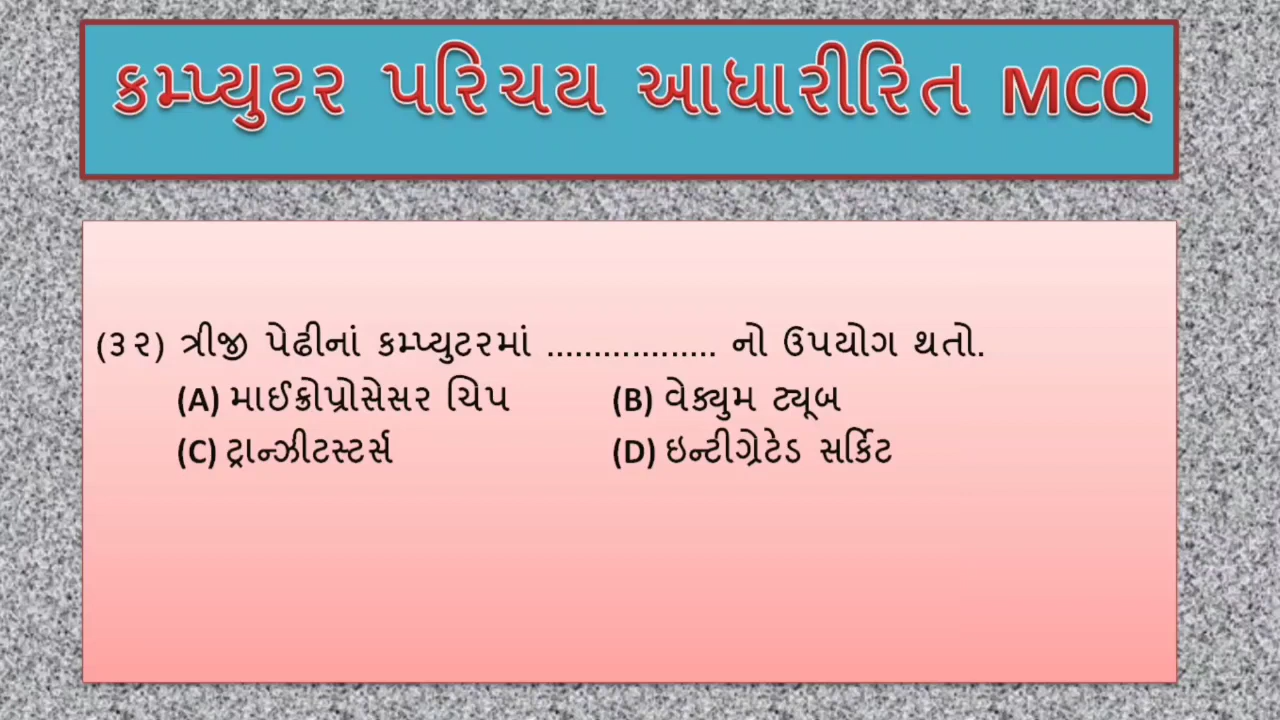 કમ્પ્યુટર પરિચય આધારીરિત MCQ
(૩૨) ત્રીજી પેઢીનાં કમ્પ્યુટરમાં .................. નો ઉપયોગ થતો.
(A) માઈક્રોપ્રોસેસર ચિપ (B) વેક્યુમ ટ્યૂબ
(C) ટ્રાન્ઝીટસ્ટર્સ (D) ઇન્ટીગ્રેટેડ સર્કિટ